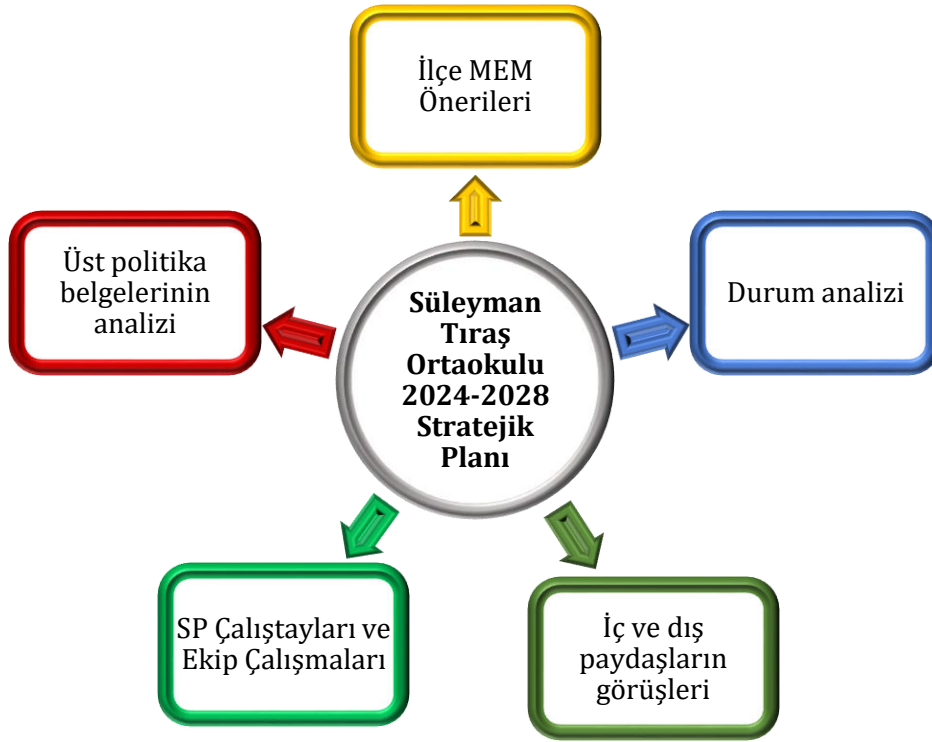 İlçe MEM
Önerileri
Üst politika
belgelerinin
analizi
Durum analizi
Süleyman
Tıraş
Ortaokulu
2024-2028
Stratejik
Planı
SP Çalıştayları ve
Ekip Çalışmaları
İç ve dış
paydaşların
görüşleri